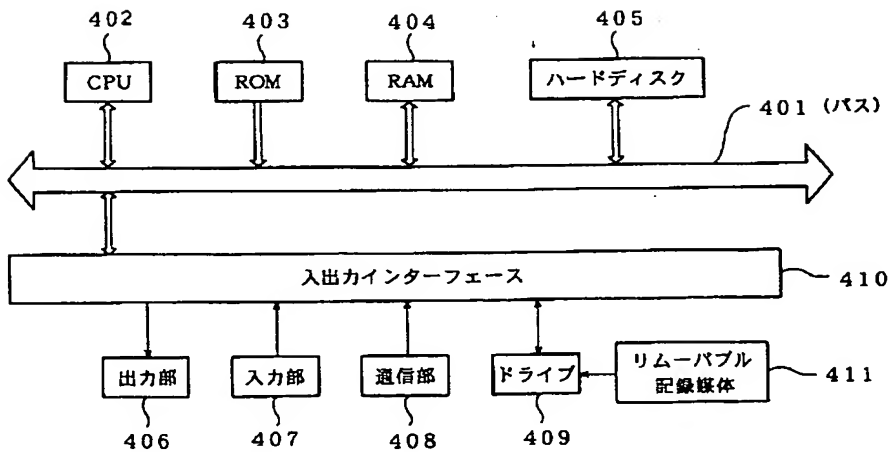 402
403
404
405
CPU
ROM
RAM
ハードディスク
401 (バス)
入出力インターフェース
410
出力部
入力部
通信部
ドライブ
リムーバブル
記録媒体
411
406
407
408
409